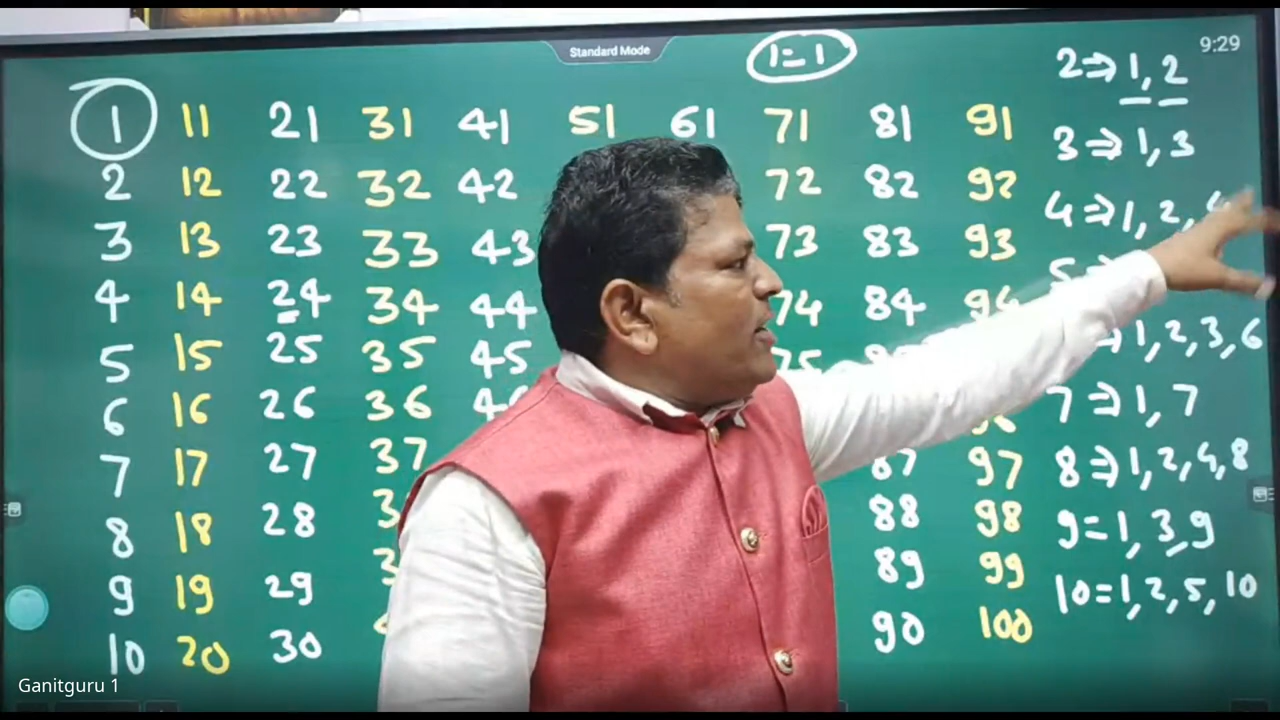 Standard Mode
1=1
9:29
1 11 21 31 41 51 61 71 81 91
2 12 22 32 42 72 82 92
3 13 23 33 43 73 83 93
4 14 24 34 44 74 84 94
5 15 25 35 45 75
6 16 26 36
7 17 27 37 87 97
8 18 28 88 98
9 19 29 89 99
10 20 30 90 100
2⇒1, 2
3⇒1, 3
4⇒1, 2, 4
5⇒
1, 2, 3, 6
7⇒1, 7
8⇒1, 2, 4, 8
9=1, 3, 9
10=1, 2, 5, 10
Ganitguru 1